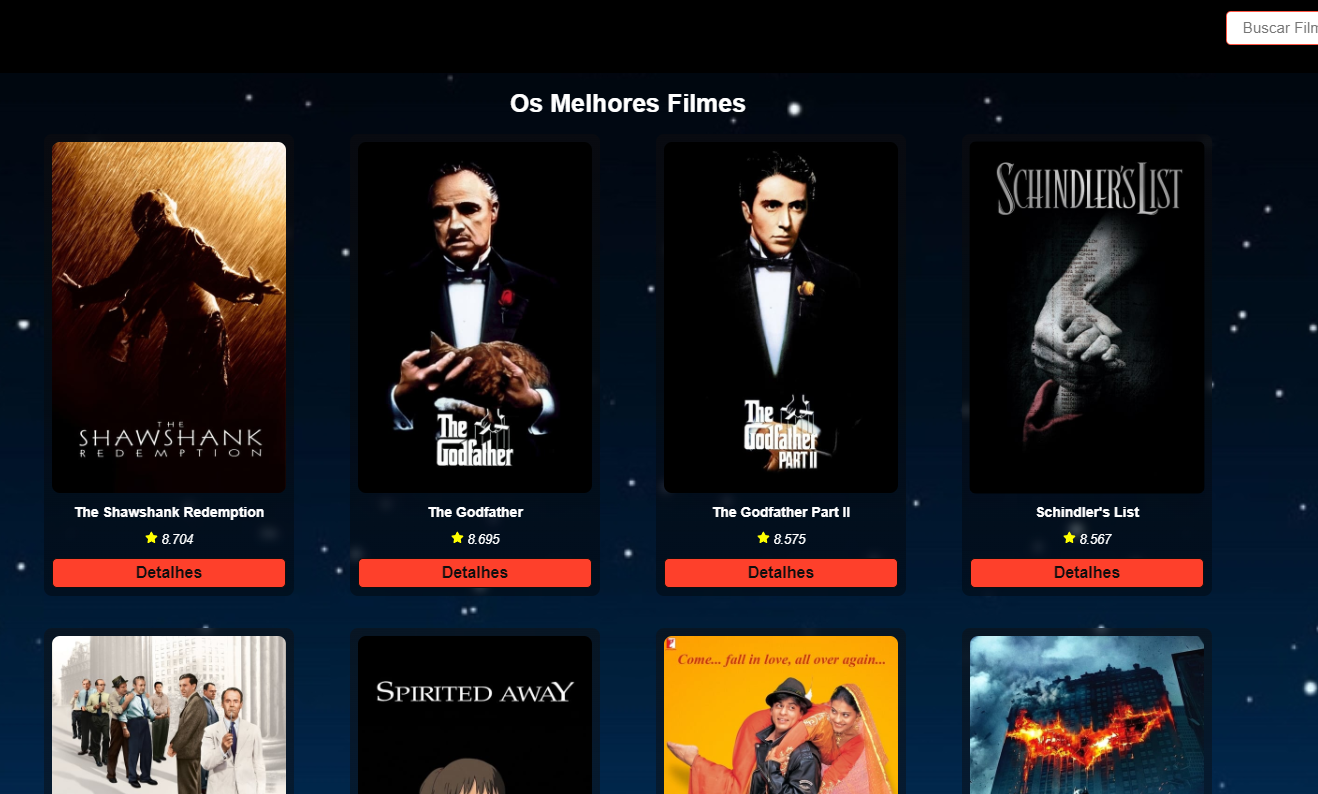 Buscar Film
Os Melhores Filmes
THE
SHAWSHANK
REDEMPTION
The
Godfather
The
Godfather
PART II
SCHINDLER'S LIST
The Shawshank Redemption
The Godfather
The Godfather Part II
Schindler's List
8.704
8.695
8.575
8.567
Detalhes
Detalhes
Detalhes
Detalhes
SPIRITED AWAY
Come... fall in love, all over again...